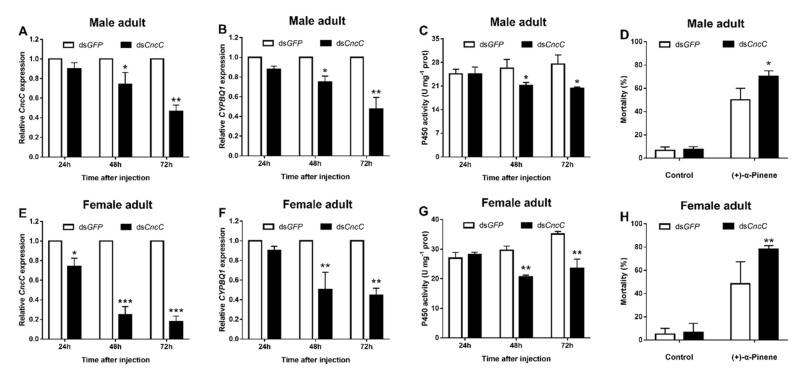 Male adult
A
dsGFP dsCncC
Relative CncC expression
1.2
1.0
0.8
0.6
0.4
0.2
0.0
*
**
24h 48h 72h
Time after injection
Male adult
B
dsGFP dsCncC
Relative CYPBQ1 expression
1.2
1.0
0.8
0.6
0.4
0.2
0.0
*
**
24h 48h 72h
Time after injection
Male adult
C
dsGFP dsCncC
P450 activity (U mg⁻¹ prot)
35
28
21
14
7
0
*
*
24h 48h 72h
Time after injection
Male adult
D
dsGFP
dsCncC
Mortality (%)
100
80
60
40
20
0
*
Control (+)-α-Pinene
Female adult
E
dsGFP dsCncC
Relative CncC expression
1.2
1.0
0.8
0.6
0.4
0.2
0.0
*
***
***
24h 48h 72h
Time after injection
Female adult
F
dsGFP dsCncC
Relative CYPBQ1 expression
1.2
1.0
0.8
0.6
0.4
0.2
0.0
**
**
24h 48h 72h
Time after injection
Female adult
G
dsGFP dsCncC
P450 activity (U mg⁻¹ prot)
40
30
20
10
0
**
**
24h 48h 72h
Time after injection
Female adult
H
dsGFP
dsCncC
Mortality (%)
100
80
60
40
20
0
**
Control (+)-α-Pinene